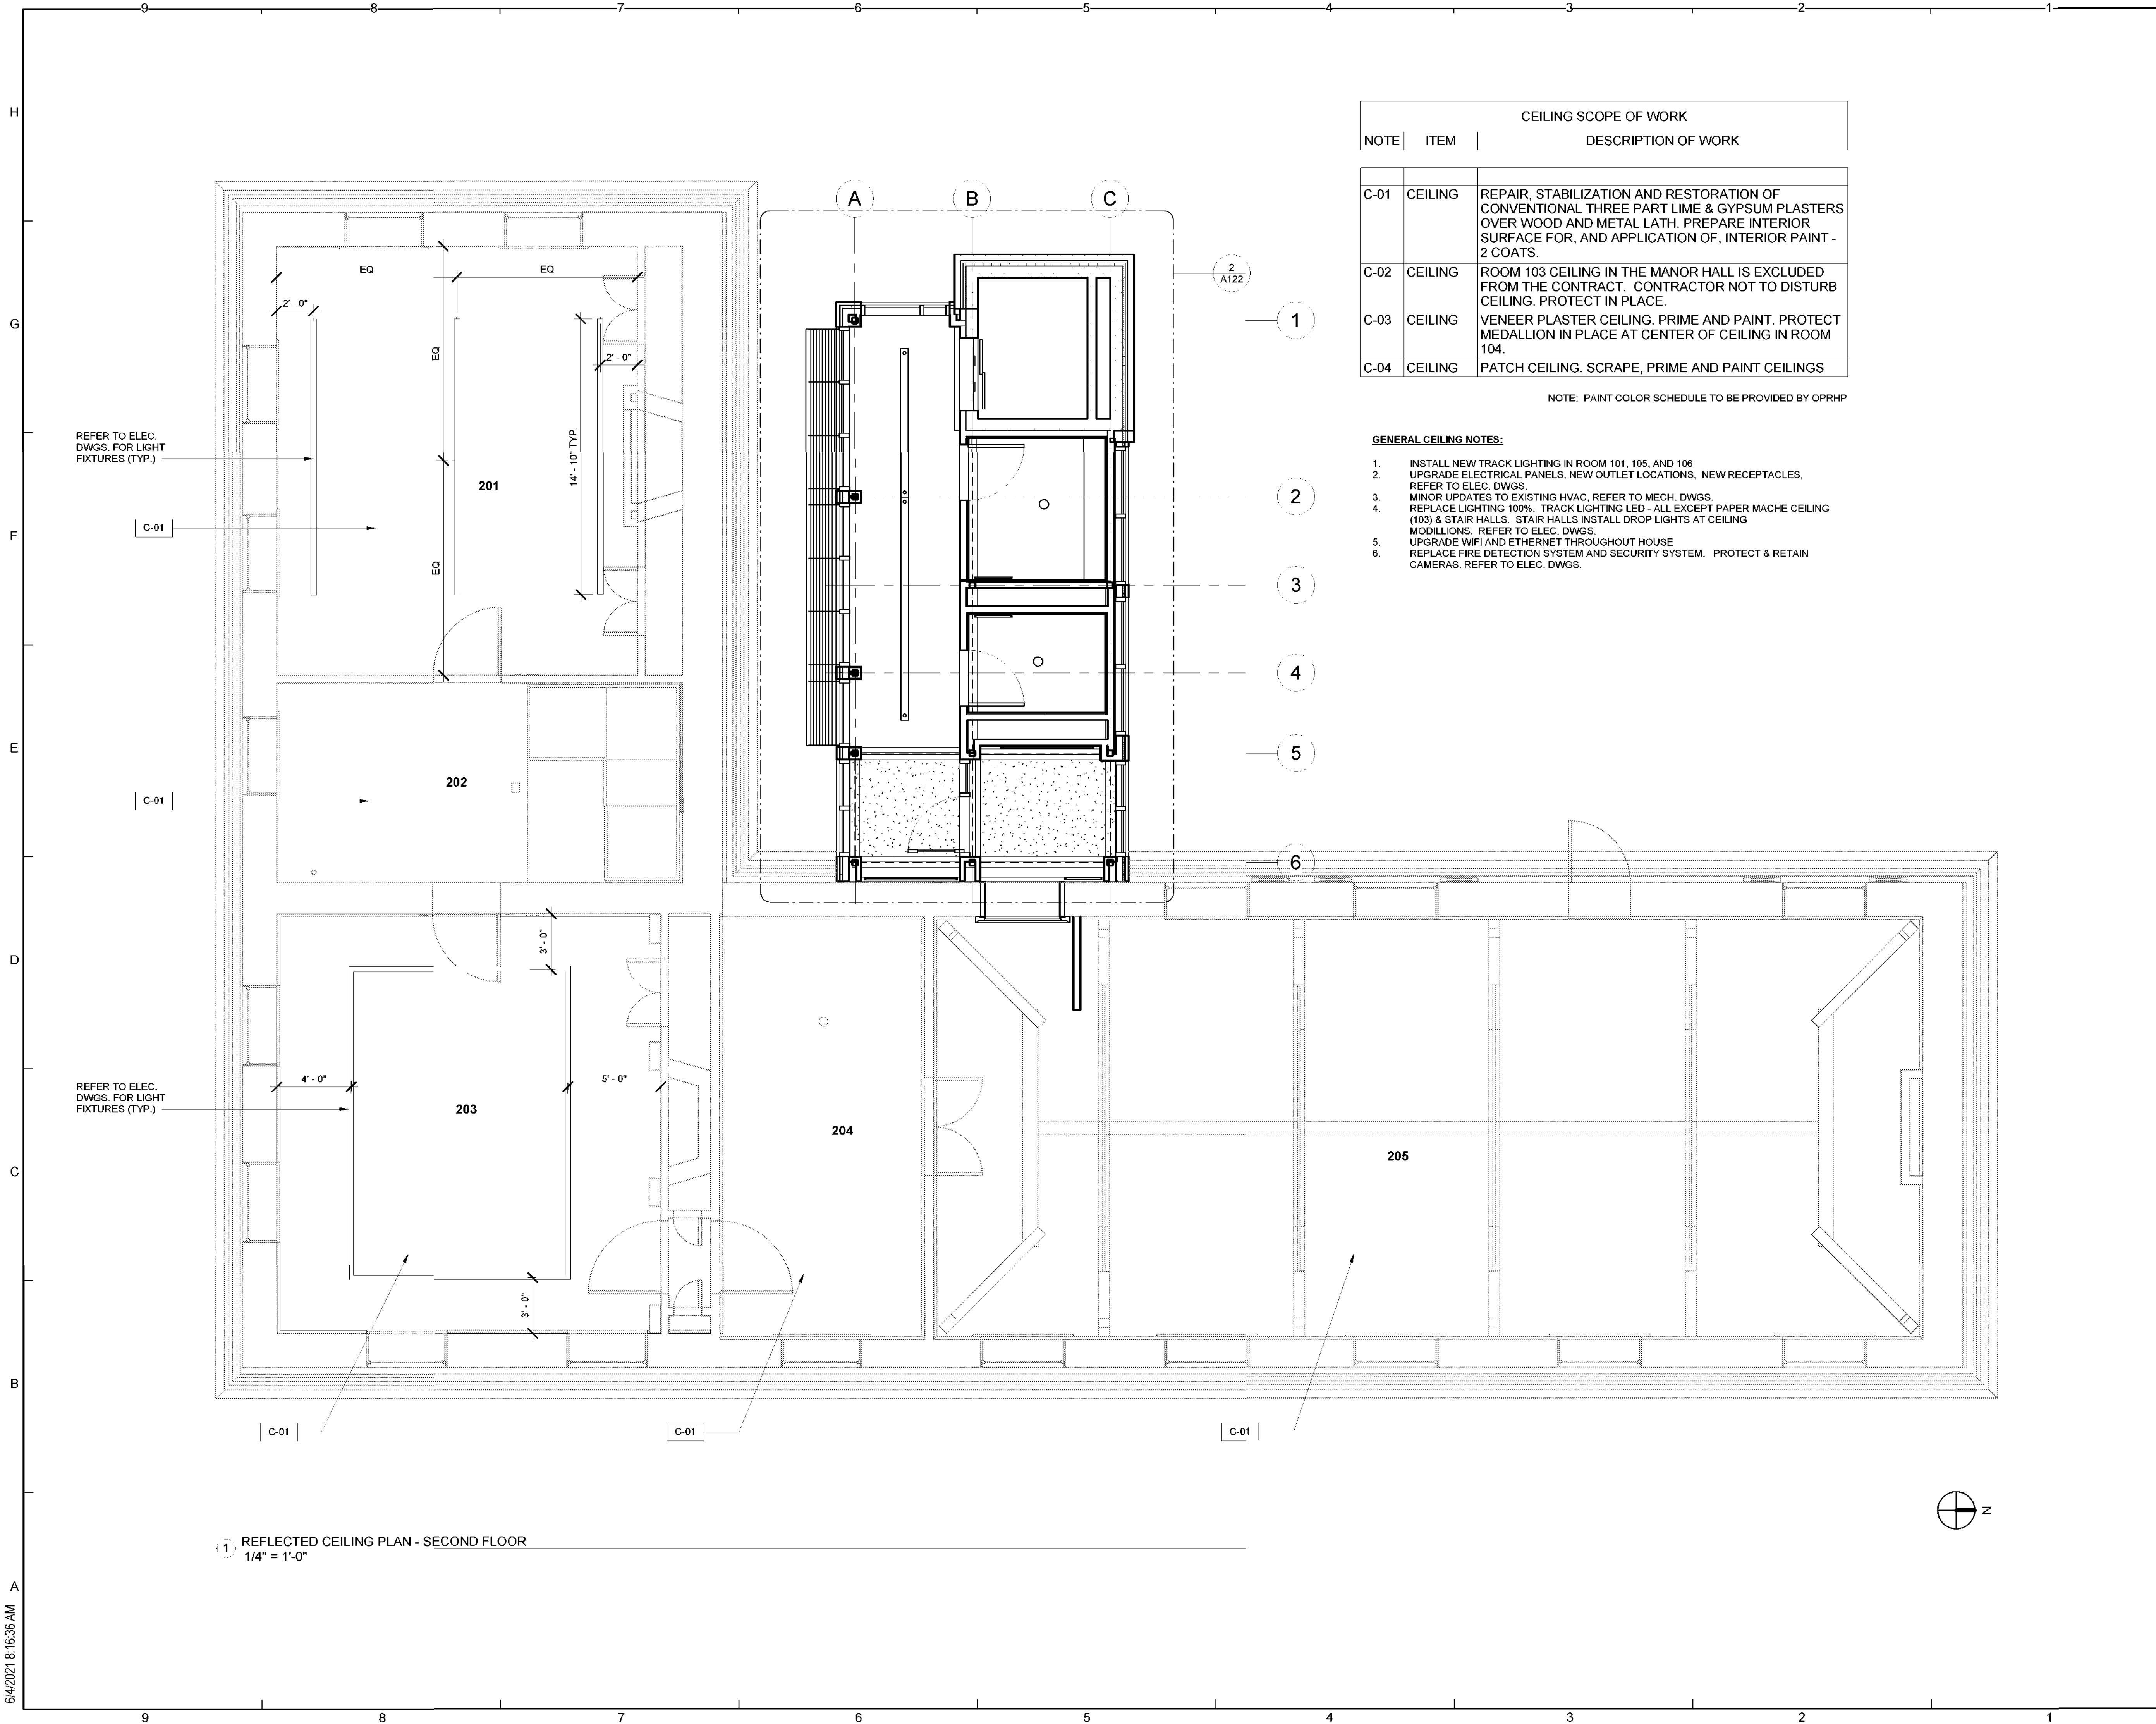 9 8 7 6 5 4 3 2 1
H
G
F
E
D
C
B
A
CEILING SCOPE OF WORK
NOTE ITEM DESCRIPTION OF WORK
C-01 CEILING REPAIR, STABILIZATION AND RESTORATION OF
CONVENTIONAL THREE PART LIME & GYPSUM PLASTERS
OVER WOOD AND METAL LATH. PREPARE INTERIOR
SURFACE FOR, AND APPLICATION OF, INTERIOR PAINT -
2 COATS.
C-02 CEILING ROOM 103 CEILING IN THE MANOR HALL IS EXCLUDED
FROM THE CONTRACT. CONTRACTOR NOT TO DISTURB
CEILING. PROTECT IN PLACE.
C-03 CEILING VENEER PLASTER CEILING. PRIME AND PAINT. PROTECT
MEDALLION IN PLACE AT CENTER OF CEILING IN ROOM
104.
C-04 CEILING PATCH CEILING. SCRAPE, PRIME AND PAINT CEILINGS
NOTE: PAINT COLOR SCHEDULE TO BE PROVIDED BY OPRHP
GENERAL CEILING NOTES:
1. INSTALL NEW TRACK LIGHTING IN ROOM 101, 105, AND 106
2. UPGRADE ELECTRICAL PANELS, NEW OUTLET LOCATIONS, NEW RECEPTACLES,
REFER TO ELEC. DWGS.
3. MINOR UPDATES TO EXISTING HVAC, REFER TO MECH. DWGS.
4. REPLACE LIGHTING 100%. TRACK LIGHTING LED - ALL EXCEPT PAPER MACHE CEILING
(103) & STAIR HALLS. STAIR HALLS INSTALL DROP LIGHTS AT CEILING
MODILLIONS. REFER TO ELEC. DWGS.
5. UPGRADE WIFI AND ETHERNET THROUGHOUT HOUSE
6. REPLACE FIRE DETECTION SYSTEM AND SECURITY SYSTEM. PROTECT & RETAIN
CAMERAS. REFER TO ELEC. DWGS.
A B C
2
A122
1
2
3
4
5
6
EQ EQ
2' - 0"
EQ
2' - 0"
14' - 10" TYP.
EQ
REFER TO ELEC.
DWGS. FOR LIGHT
FIXTURES (TYP.)
201
C-01
202
C-01
3' - 0"
4' - 0"
5' - 0"
REFER TO ELEC.
DWGS. FOR LIGHT
FIXTURES (TYP.)
203
204
205
3' - 0"
C-01
C-01
C-01
N
1 REFLECTED CEILING PLAN - SECOND FLOOR
1/4" = 1'-0"
6/4/2021 8:16:36 AM
9 8 7 6 5 4 3 2 1